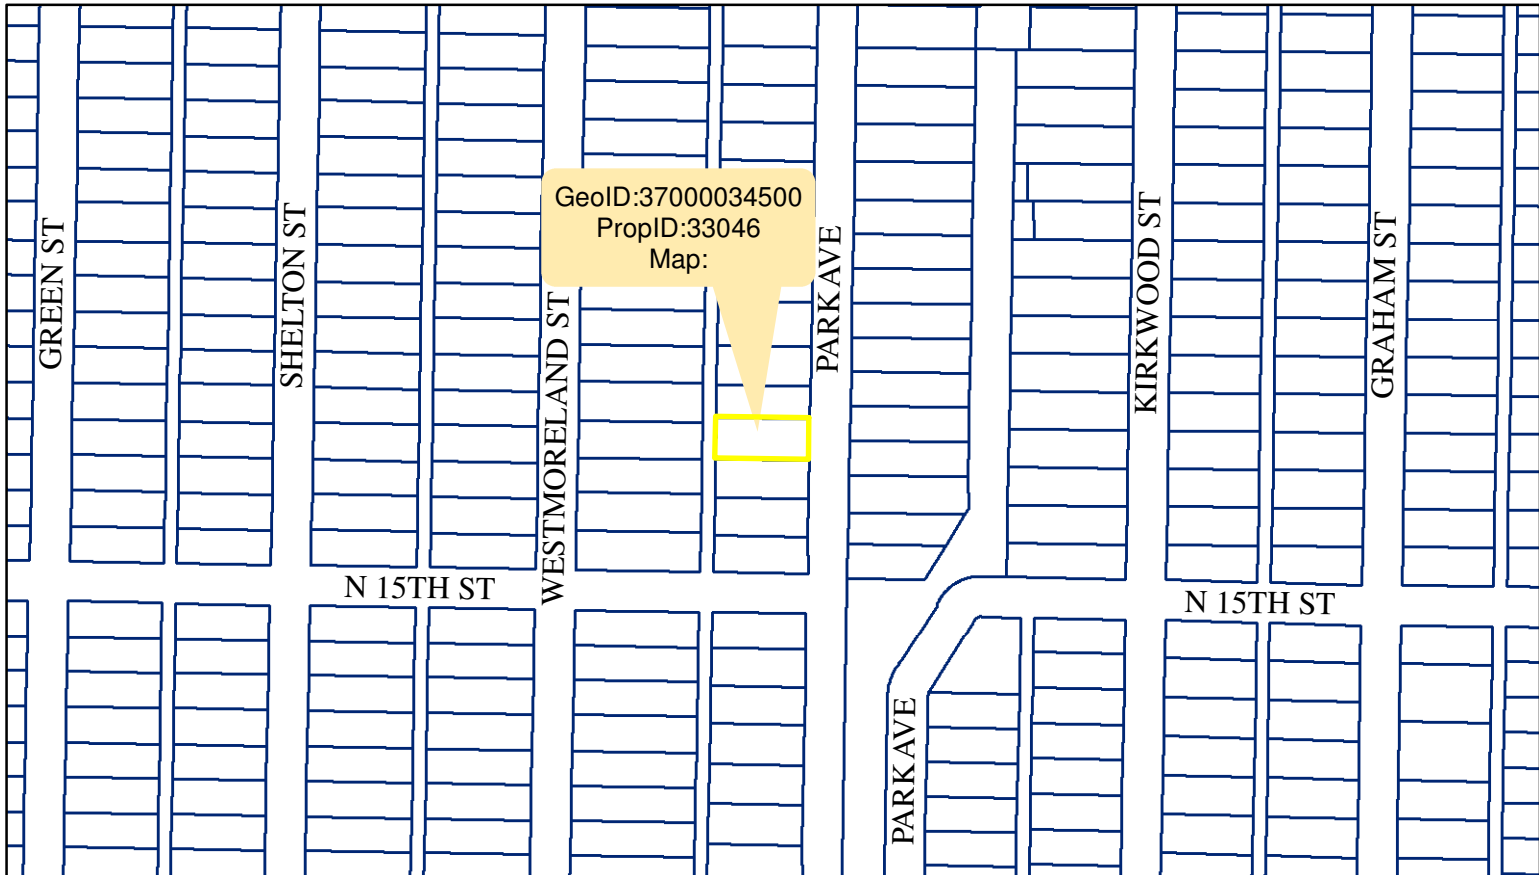 GeoID:37000034500
PropID:33046
Map:
GREEN ST
SHELTON ST
WESTMORELAND ST
PARK AVE
KIRKWOOD ST
GRAHAM ST
N 15TH ST
N 15TH ST
PARK AVE